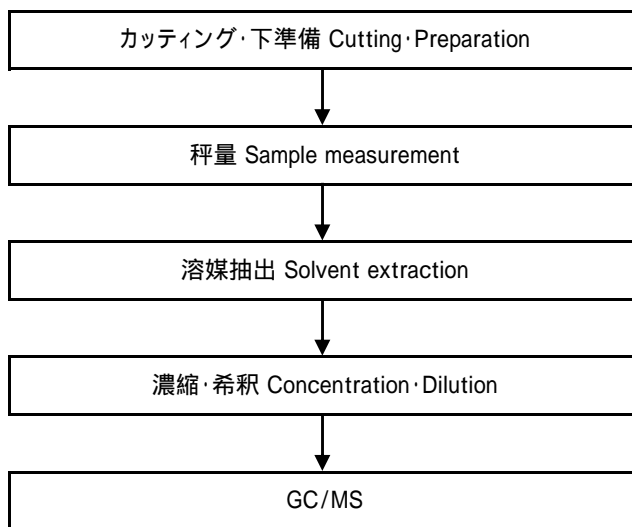 カッティング・下準備 Cutting・Preparation
秤量 Sample measurement
溶媒抽出 Solvent extraction
濃縮・希釈 Concentration・Dilution
GC/MS